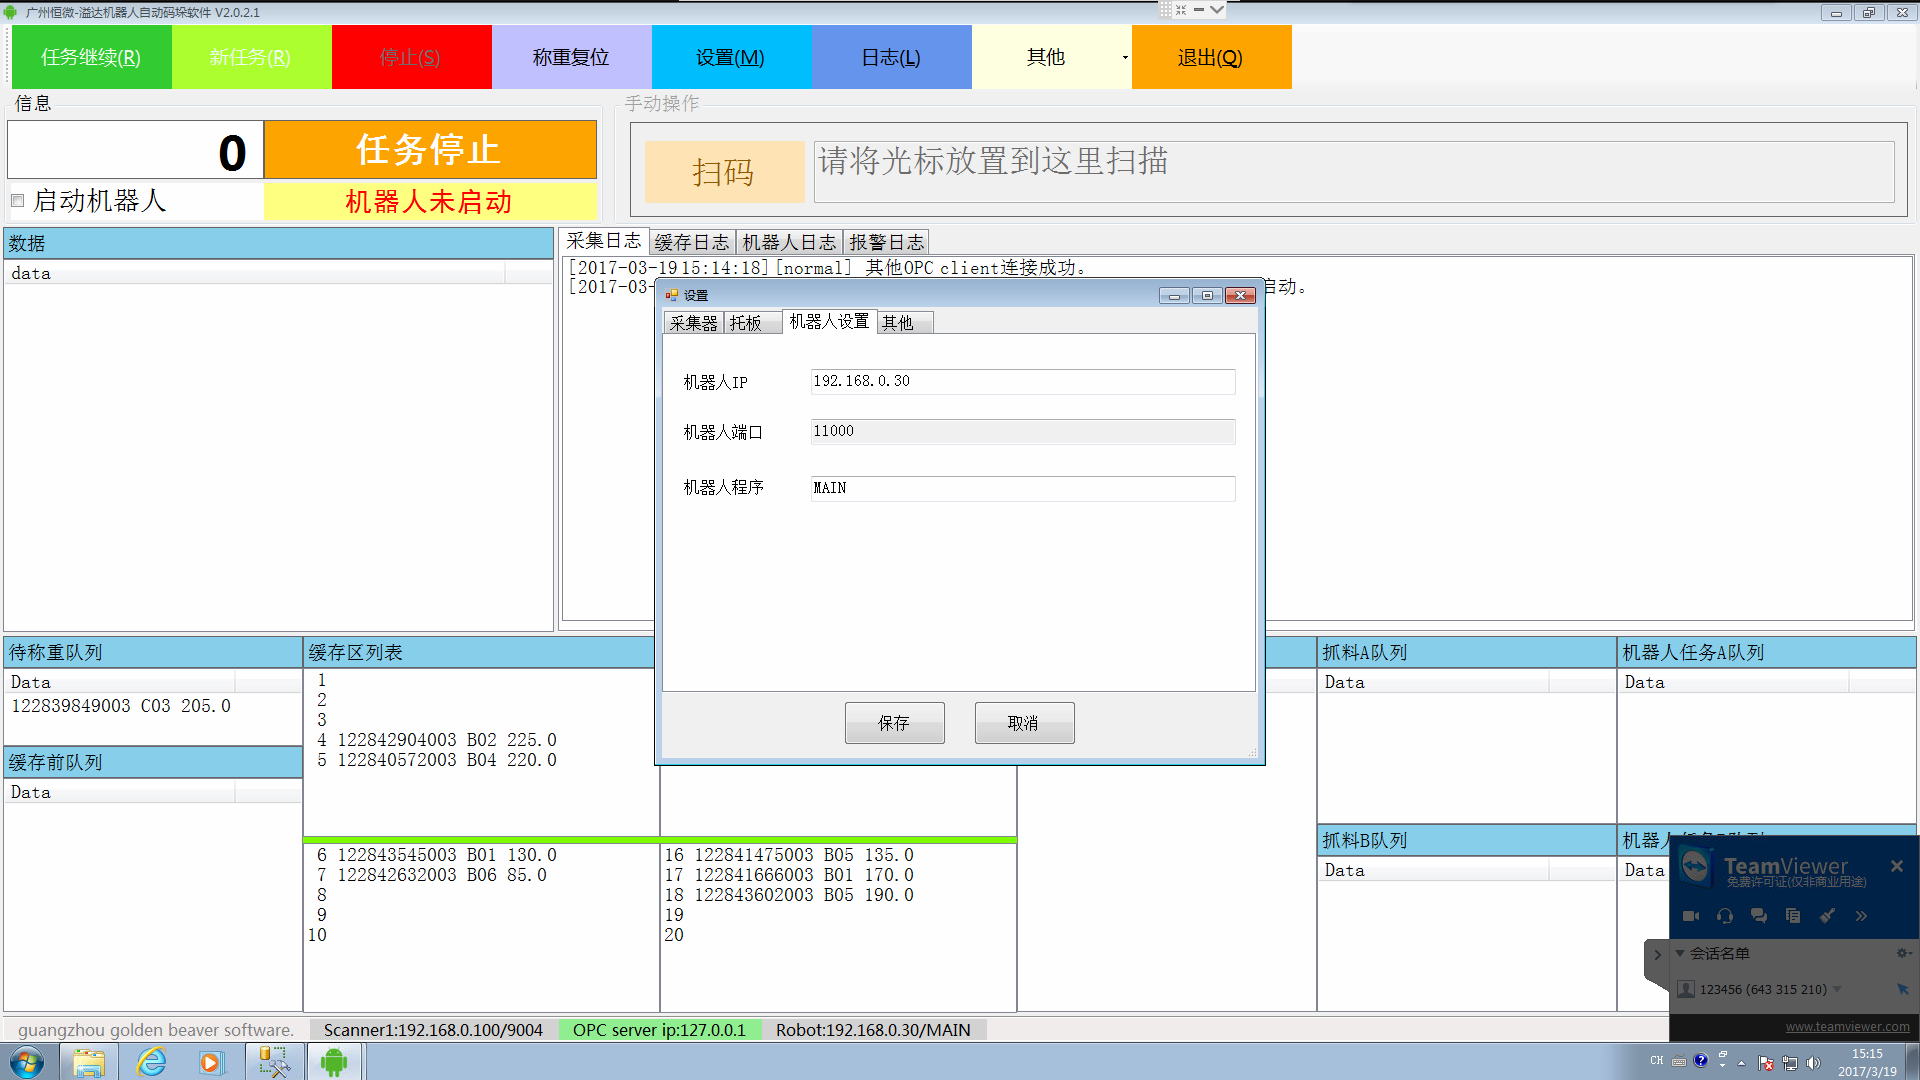 广州恒微-溢达机器人自动码垛软件 V2.0.2.1
任务继续(R)
新任务(R)
停止(S)
称重复位
设置(M)
日志(L)
其他
退出(Q)
信息
0
任务停止
启动机器人
机器人未启动
手动操作
扫码
请将光标放置到这里扫描
数据
data
采集日志
缓存日志
机器人日志
报警日志
[2017-03-19 15:14:18][normal] 其他OPC client连接成功。
[2017-03-
启动。
设置
采集器
托板
机器人设置
其他
机器人IP
192.168.0.30
机器人端口
11000
机器人程序
MAIN
保存
取消
待称重队列
Data
122839849003 C03 205.0
缓存前队列
Data
缓存区列表
1
2
3
4 122842904003 B02 225.0
5 122840572003 B04 220.0
6 122843545003 B01 130.0
7 122842632003 B06 85.0
8
9
10
16 122841475003 B05 135.0
17 122841666003 B01 170.0
18 122843602003 B05 190.0
19
20
抓料A队列
Data
机器人任务A队列
Data
抓料B队列
Data
Data
TeamViewer
免费许可证(仅非商业用途)
会话名单
123456 (643 315 210)
www.teamviewer.com
guangzhou golden beaver software.
Scanner1:192.168.0.100/9004
OPC server ip:127.0.0.1
Robot:192.168.0.30/MAIN
CH
15:15
2017/3/19